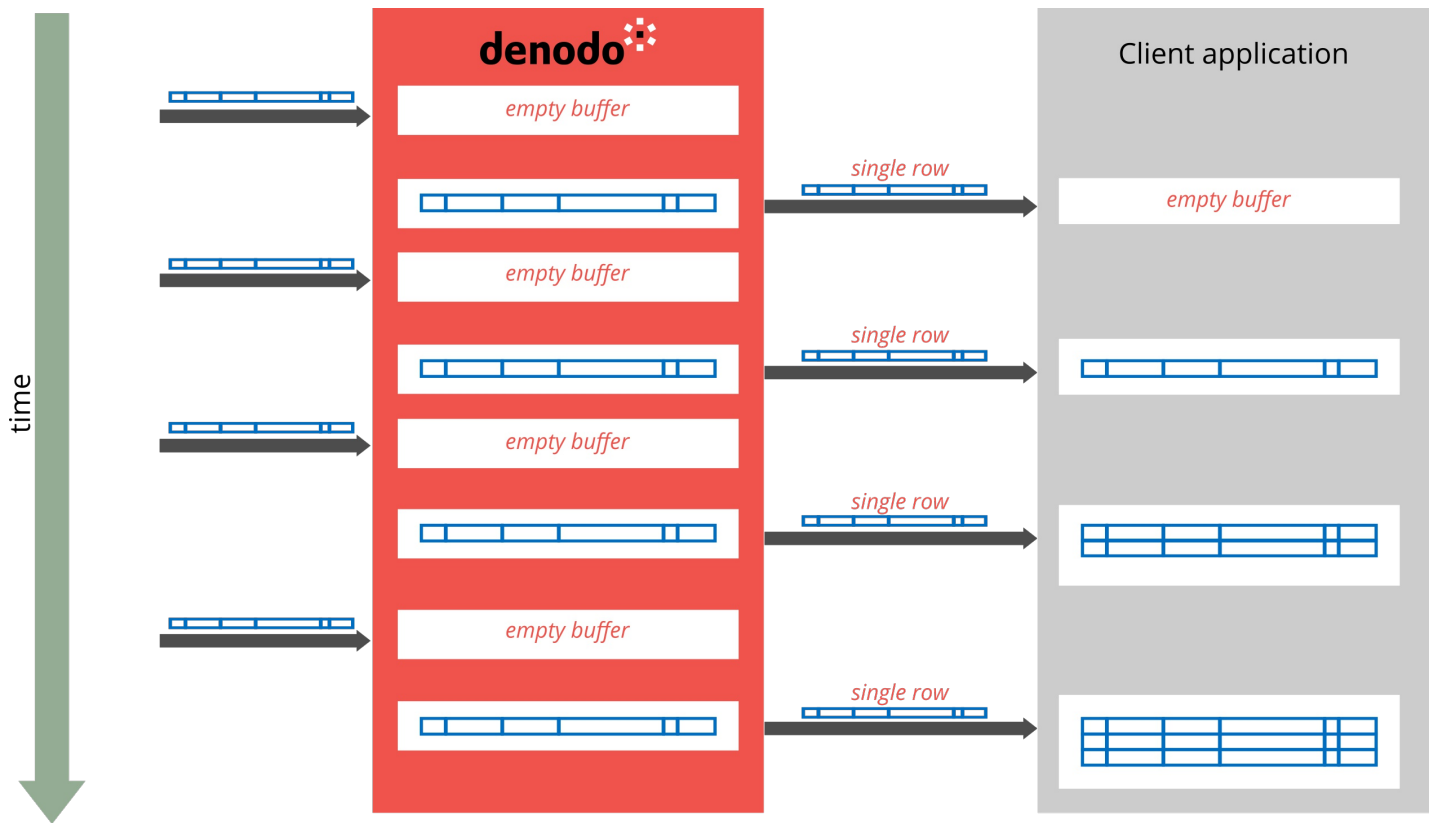 denodo
Client application
empty buffer
single row
empty buffer
empty buffer
single row
empty buffer
single row
empty buffer
single row
time